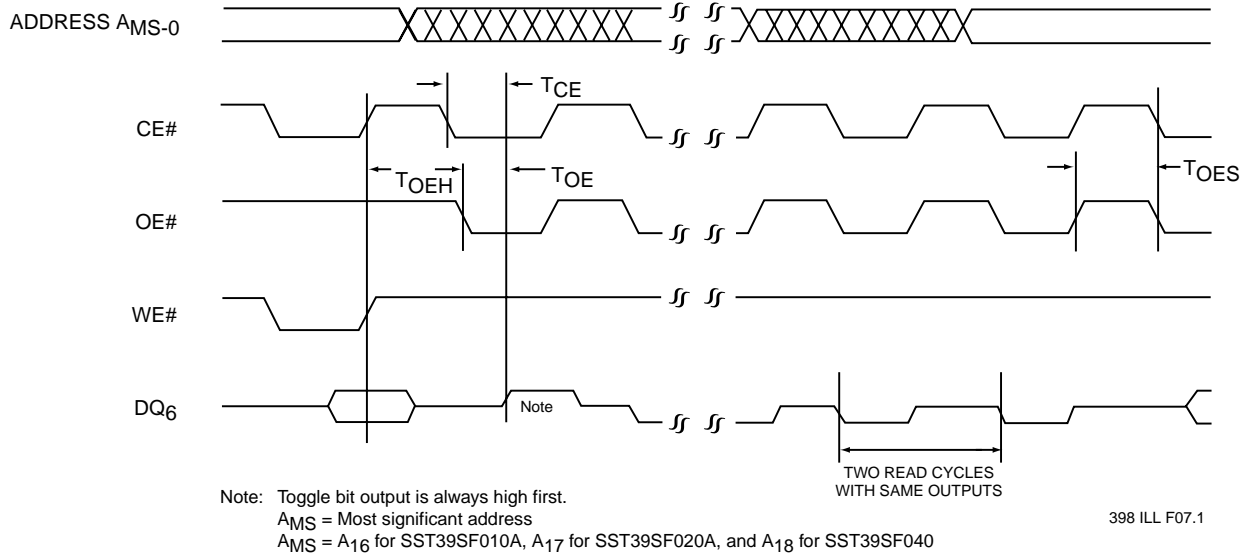 ADDRESS AMS-0
TCE
CE#
TOEH
TOE
TOES
OE#
WE#
DQ6
Note
TWO READ CYCLES
WITH SAME OUTPUTS
Note: Toggle bit output is always high first.
AMS = Most significant address
398 ILL F07.1
AMS = A16 for SST39SF010A, A17 for SST39SF020A, and A18 for SST39SF040